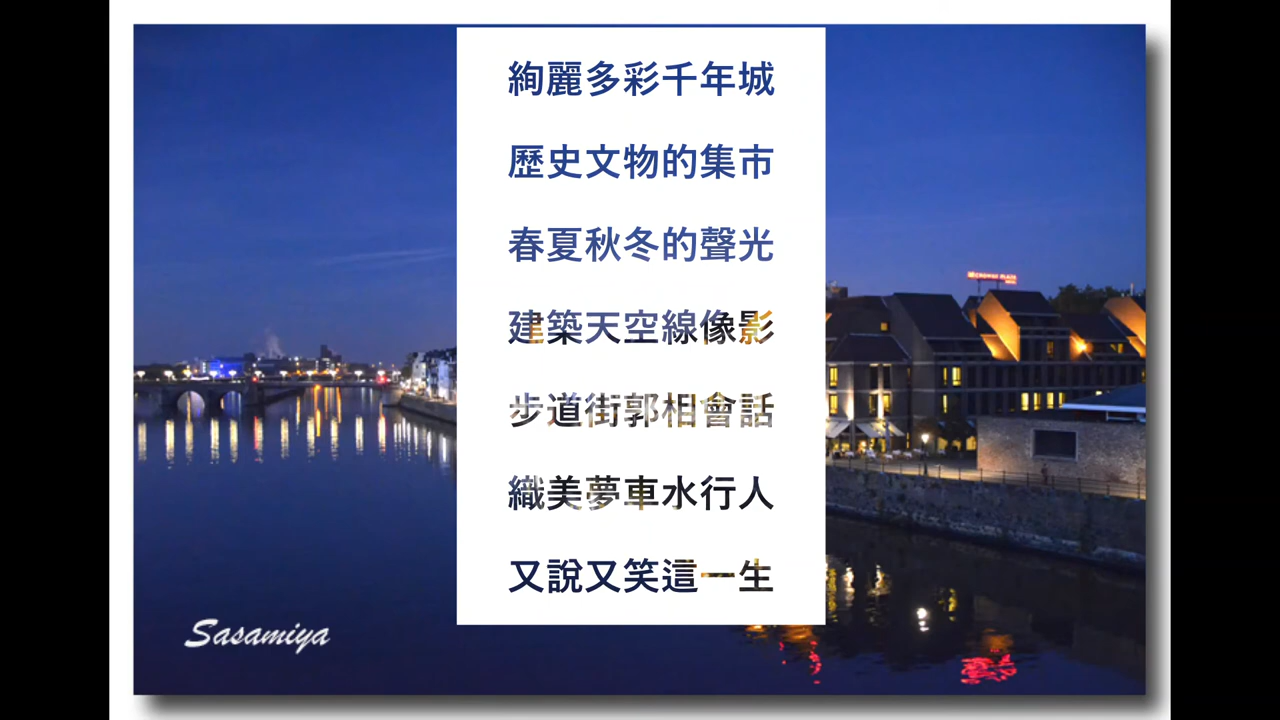 絢麗多彩千年城
歷史文物的集市
春夏秋冬的聲光
建築天空線像影
步道街郭相會話
織美夢車水行人
又說又笑這一生
CROWNE PLAZA
Sasamiya